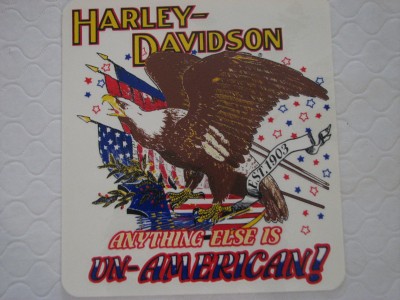 HARLEY-
DAVIDSON
EST. 1903
ANYTHING ELSE IS
UN-AMERICAN!